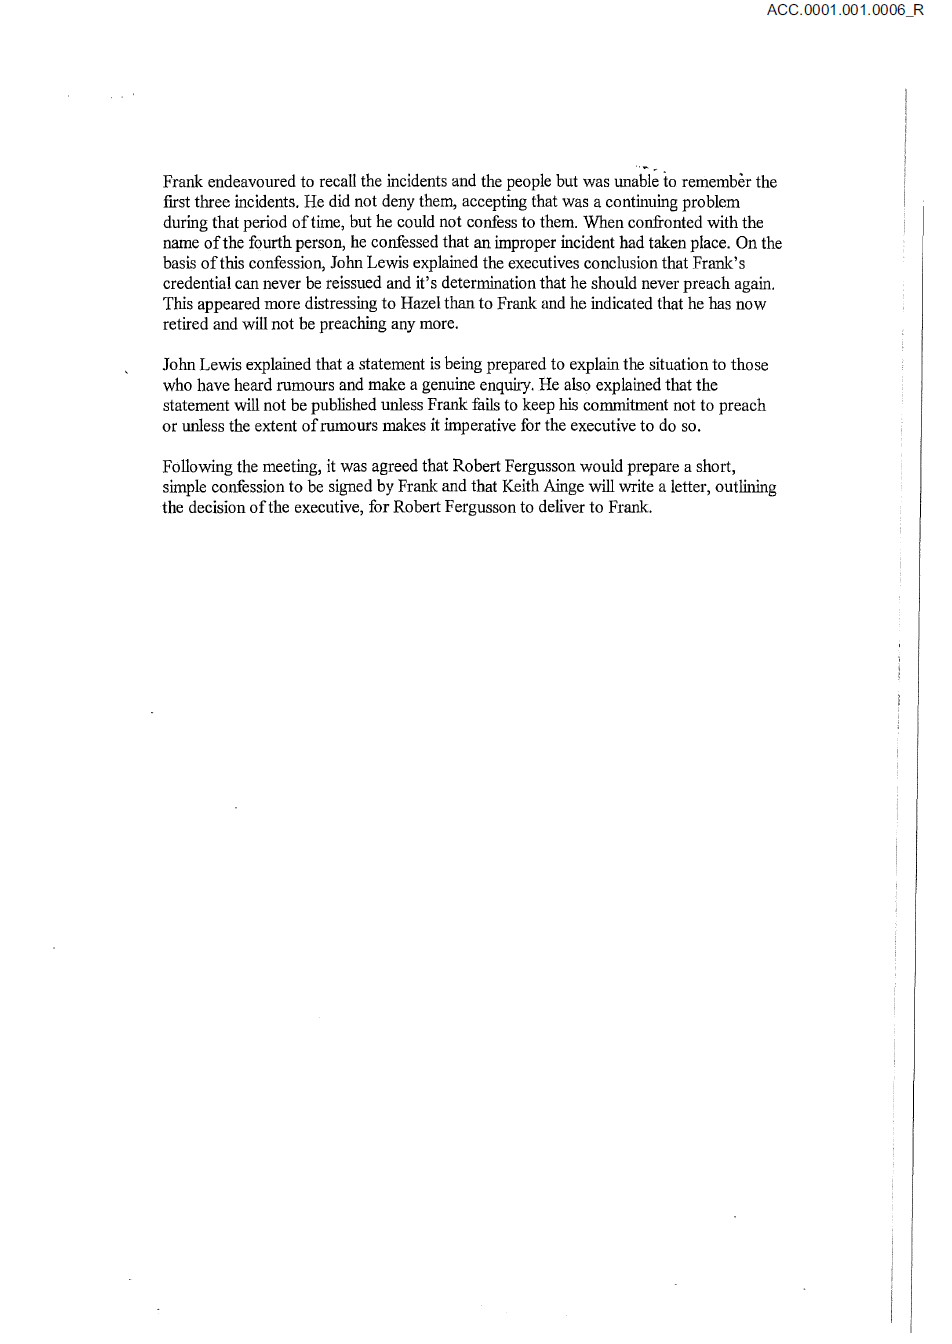 ACC.0001.001.0006_R
Frank endeavoured to recall the incidents and the people but was unable to remember the
first three incidents. He did not deny them, accepting that was a continuing problem
during that period of time, but he could not confess to them. When confronted with the
name of the fourth person, he confessed that an improper incident had taken place. On the
basis of this confession, John Lewis explained the executives conclusion that Frank's
credential can never be reissued and it's determination that he should never preach again.
This appeared more distressing to Hazel than to Frank and he indicated that he has now
retired and will not be preaching any more.
John Lewis explained that a statement is being prepared to explain the situation to those
who have heard rumours and make a genuine enquiry. He also explained that the
statement will not be published unless Frank fails to keep his commitment not to preach
or unless the extent of rumours makes it imperative for the executive to do so.
Following the meeting, it was agreed that Robert Fergusson would prepare a short,
simple confession to be signed by Frank and that Keith Ainge will write a letter, outlining
the decision of the executive, for Robert Fergusson to deliver to Frank.